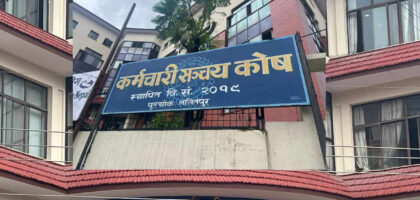 कर्मचारी सञ्चय कोष
स्थापित वि. सं. २०१९
पुल्चोक ललितपुर